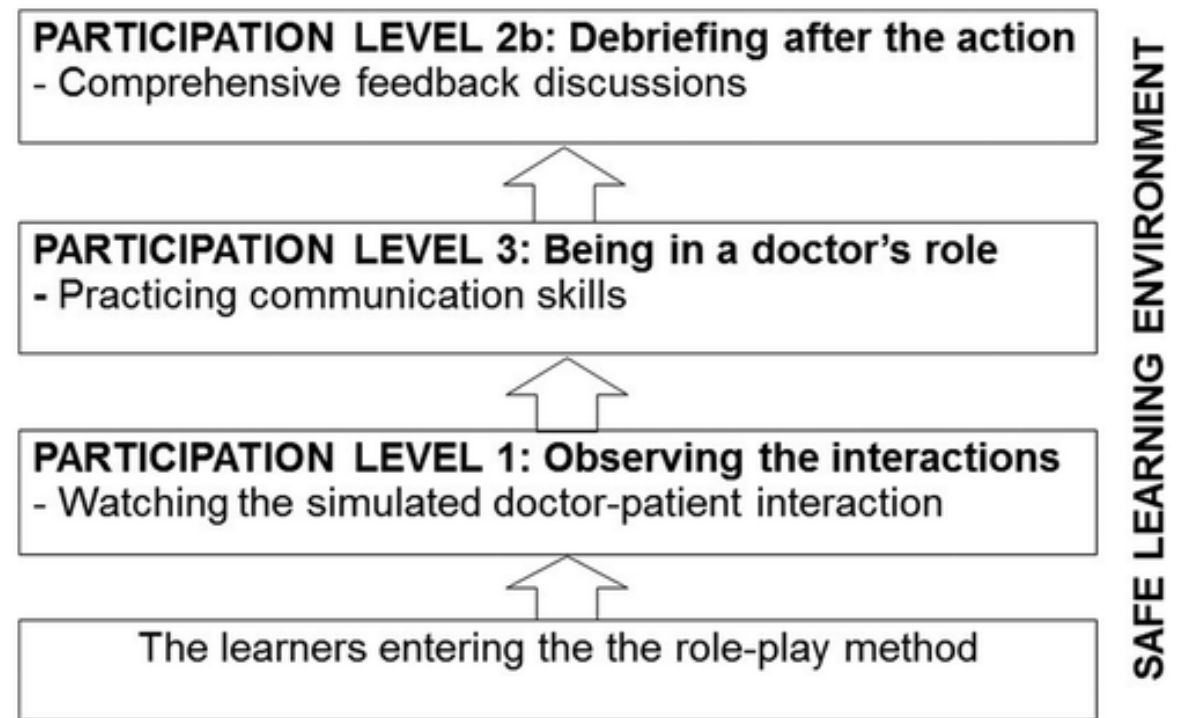 PARTICIPATION LEVEL 2b: Debriefing after the action
- Comprehensive feedback discussions
PARTICIPATION LEVEL 3: Being in a doctor’s role
- Practicing communication skills
PARTICIPATION LEVEL 1: Observing the interactions
- Watching the simulated doctor-patient interaction
The learners entering the the role-play method
SAFE LEARNING ENVIRONMENT